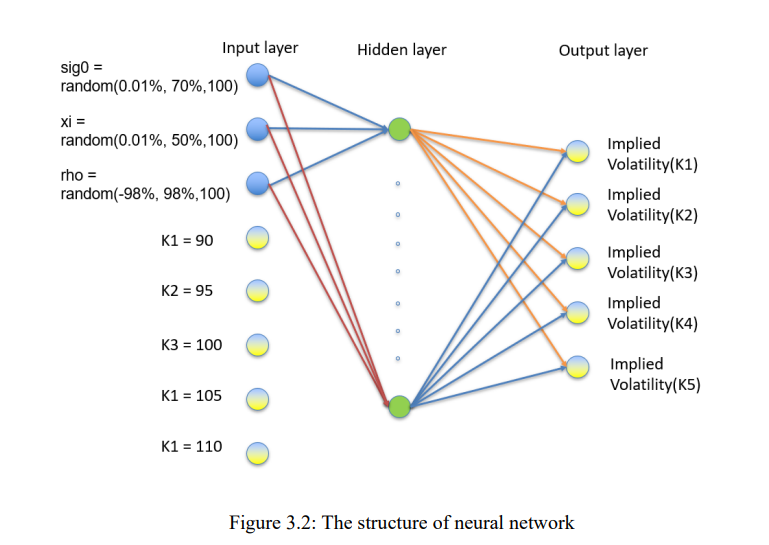 Input layer
Hidden layer
Output layer
sig0 =
random(0.01%, 70%,100)
xi =
random(0.01%, 50%,100)
rho =
random(-98%, 98%,100)
K1 = 90
K2 = 95
K3 = 100
K1 = 105
K1 = 110
Implied
Volatility(K1)
Implied
Volatility(K2)
Implied
Volatility(K3)
Implied
Volatility(K4)
Implied
Volatility(K5)
Figure 3.2: The structure of neural network